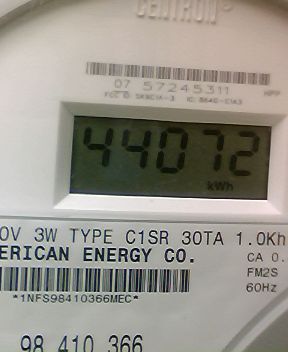 CENTRON®
07 57245311
HPP
44072
kWh
0V 3W TYPE C1SR 30TA 1.0Kh
ERICAN ENERGY CO.
CA 0.
FM2S
*1NFS98410366MEC*
60Hz
98 410 366